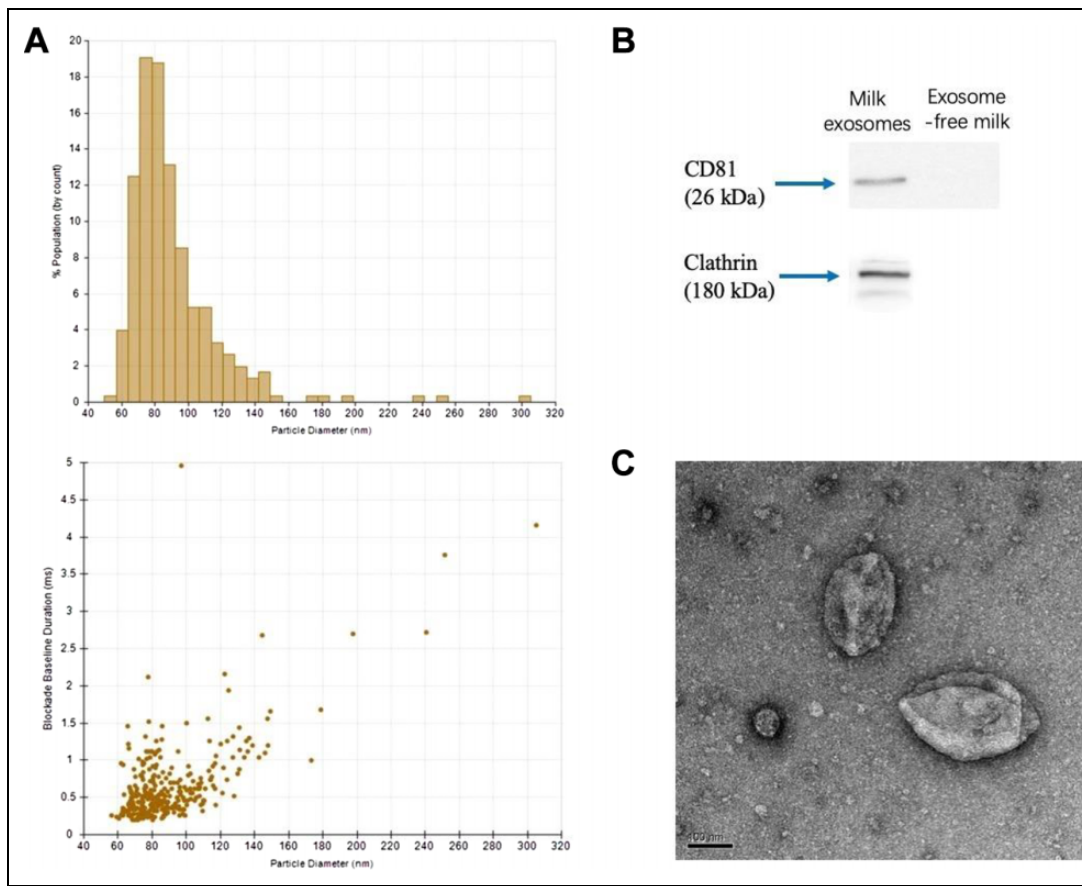 A
20
18
16
14
12
10
8
6
4
2
0
% Population (by count)
40 60 80 100 120 140 160 180 200 220 240 260 280 300 320
Particle Diameter (nm)
5
4.5
4
3.5
3
2.5
2
1.5
1
0.5
0
Blockade Baseline Duration (ms)
40 60 80 100 120 140 160 180 200 220 240 260 280 300 320
Particle Diameter (nm)
B
Milk
exosomes
Exosome
-free milk
CD81
(26 kDa)
Clathrin
(180 kDa)
C
100 nm